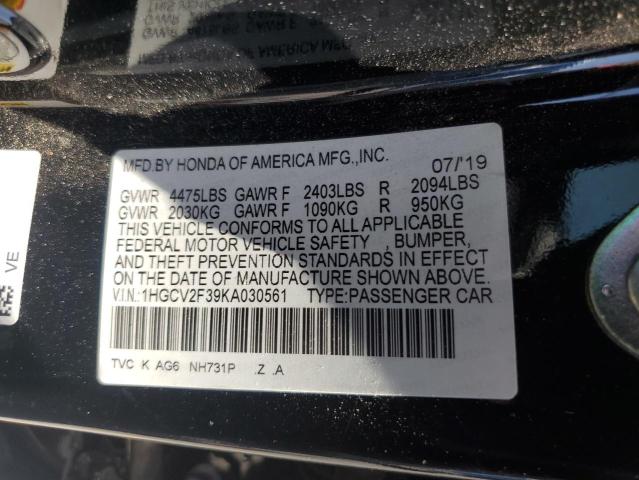 MFD.BY HONDA OF AMERICA MFG.,INC. 07/'19
GVWR 4475LBS GAWR F 2403LBS R 2094LBS
GVWR 2030KG GAWR F 1090KG R 950KG
THIS VEHICLE CONFORMS TO ALL APPLICABLE
FEDERAL MOTOR VEHICLE SAFETY , BUMPER,
AND THEFT PREVENTION STANDARDS IN EFFECT
ON THE DATE OF MANUFACTURE SHOWN ABOVE.
V.I.N.:1HGCV2F39KA030561 TYPE:PASSENGER CAR
TVC K AG6 NH731P .Z .A
VE